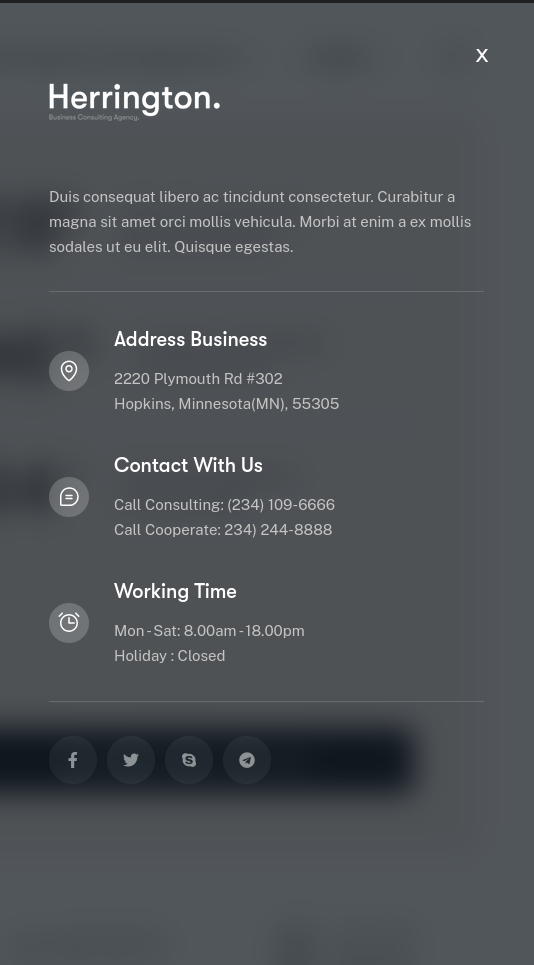 X
Herrington.
Business Consulting Agency.
Duis consequat libero ac tincidunt consectetur. Curabitur a
magna sit amet orci mollis vehicula. Morbi at enim a ex mollis
sodales ut eu elit. Quisque egestas.
Address Business
2220 Plymouth Rd #302
Hopkins, Minnesota(MN), 55305
Contact With Us
Call Consulting: (234) 109-6666
Call Cooperate: 234) 244-8888
Working Time
Mon - Sat: 8.00am - 18.00pm
Holiday : Closed